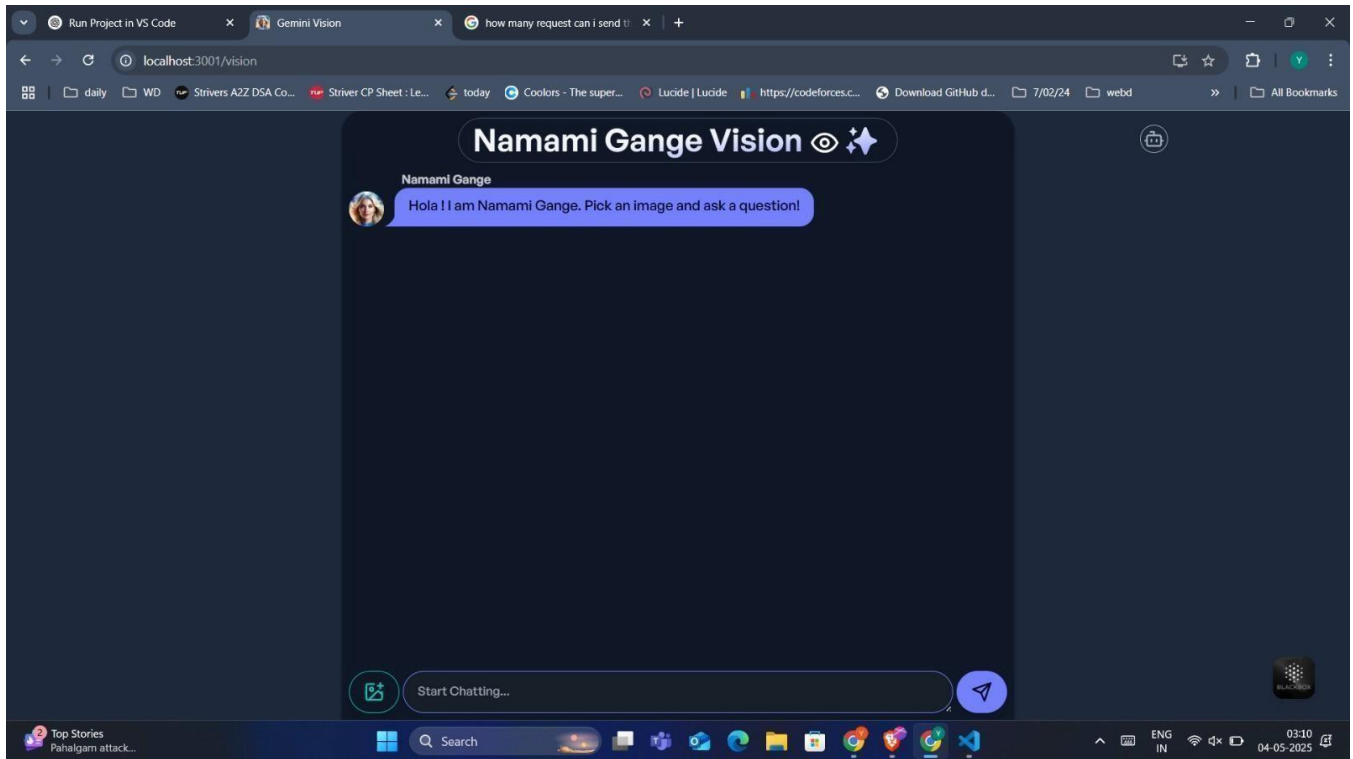 Run Project in VS Code
Gemini Vision
how many request can i send th
localhost:3001/vision
daily
WD
Strivers A2Z DSA Co...
Striver CP Sheet : Le...
today
Coolors - The super...
Lucide | Lucide
https://codeforces.c...
Download GitHub d...
7/02/24
webd
»
All Bookmarks
Y
Namami Gange Vision
Namami Gange
Hola ! I am Namami Gange. Pick an image and ask a question!
Start Chatting...
BLACKBOX
2
Top Stories
Pahalgam attack...
Search
ENG
IN
03:10
04-05-2025